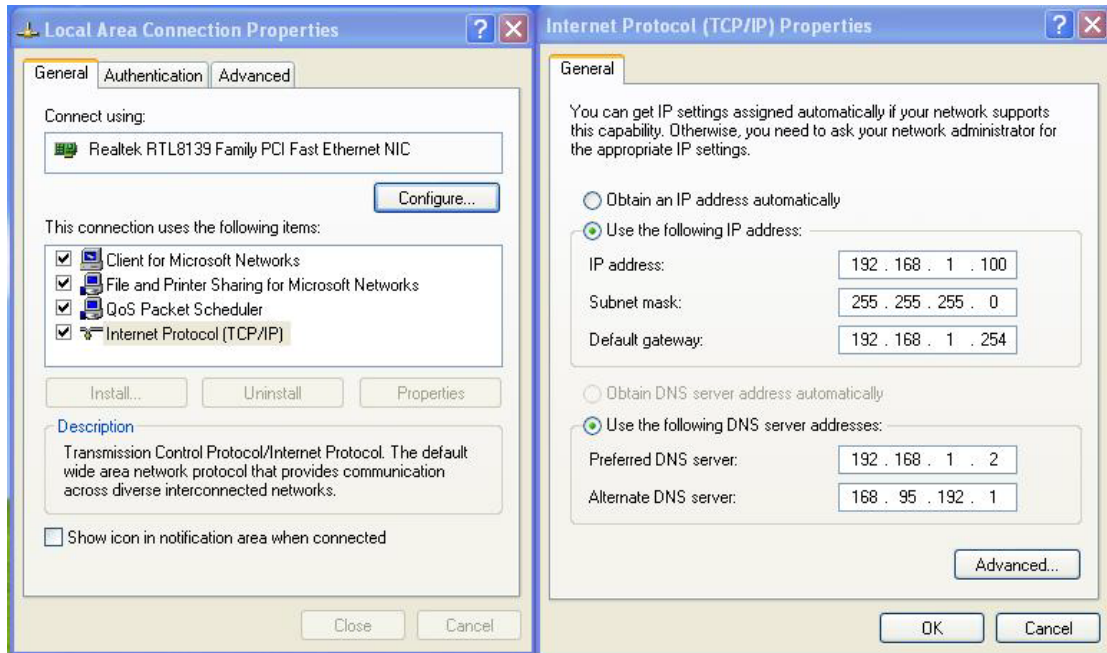 Local Area Connection Properties
General
Authentication
Advanced
Connect using:
Realtek RTL8139 Family PCI Fast Ethernet NIC
Configure...
This connection uses the following items:
Client for Microsoft Networks
File and Printer Sharing for Microsoft Networks
QoS Packet Scheduler
Internet Protocol (TCP/IP)
Install...
Uninstall
Properties
Description
Transmission Control Protocol/Internet Protocol. The default
wide area network protocol that provides communication
across diverse interconnected networks.
Show icon in notification area when connected
Close
Cancel
Internet Protocol (TCP/IP) Properties
General
You can get IP settings assigned automatically if your network supports
this capability. Otherwise, you need to ask your network administrator for
the appropriate IP settings.
Obtain an IP address automatically
Use the following IP address:
IP address: 192 . 168 . 1 . 100
Subnet mask: 255 . 255 . 255 . 0
Default gateway: 192 . 168 . 1 . 254
Obtain DNS server address automatically
Use the following DNS server addresses:
Preferred DNS server: 192 . 168 . 1 . 2
Alternate DNS server: 168 . 95 . 192 . 1
Advanced...
OK
Cancel